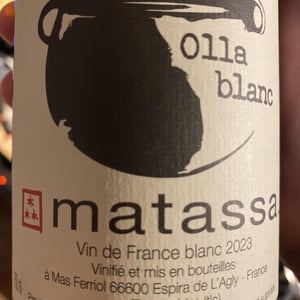 Olla
blanc
matassa
Vin de France blanc 2023
Vinifié et mis en bouteilles
à Mas Ferriol 66600 Espira de L'Agly - France